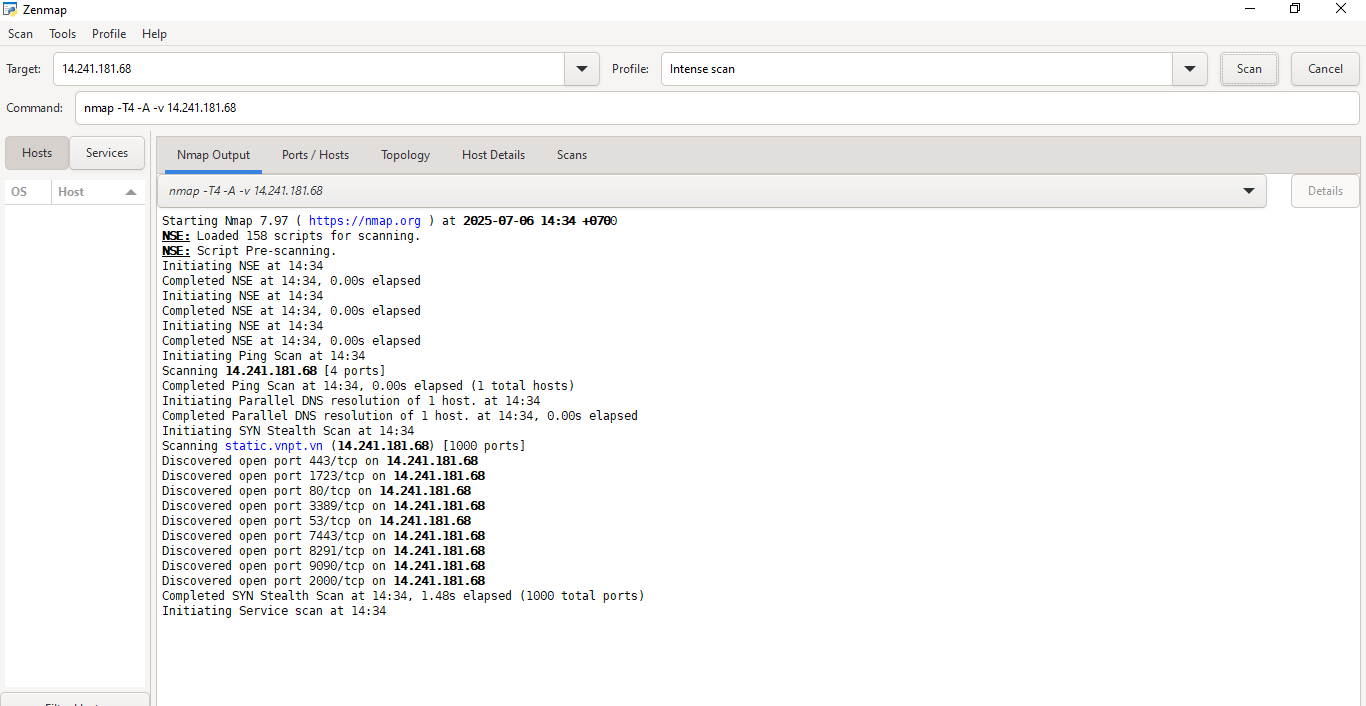 Zenmap
Scan Tools Profile Help
Target: 14.241.181.68 Profile: Intense scan Scan Cancel
Command: nmap -T4 -A -v 14.241.181.68
Hosts Services
OS Host
Nmap Output Ports / Hosts Topology Host Details Scans
nmap -T4 -A -v 14.241.181.68 Details
Starting Nmap 7.97 ( https://nmap.org ) at 2025-07-06 14:34 +0700
NSE: Loaded 158 scripts for scanning.
NSE: Script Pre-scanning.
Initiating NSE at 14:34
Completed NSE at 14:34, 0.00s elapsed
Initiating NSE at 14:34
Completed NSE at 14:34, 0.00s elapsed
Initiating NSE at 14:34
Completed NSE at 14:34, 0.00s elapsed
Initiating Ping Scan at 14:34
Scanning 14.241.181.68 [4 ports]
Completed Ping Scan at 14:34, 0.00s elapsed (1 total hosts)
Initiating Parallel DNS resolution of 1 host. at 14:34
Completed Parallel DNS resolution of 1 host. at 14:34, 0.00s elapsed
Initiating SYN Stealth Scan at 14:34
Scanning static.vnpt.vn (14.241.181.68) [1000 ports]
Discovered open port 443/tcp on 14.241.181.68
Discovered open port 1723/tcp on 14.241.181.68
Discovered open port 80/tcp on 14.241.181.68
Discovered open port 3389/tcp on 14.241.181.68
Discovered open port 53/tcp on 14.241.181.68
Discovered open port 7443/tcp on 14.241.181.68
Discovered open port 8291/tcp on 14.241.181.68
Discovered open port 9090/tcp on 14.241.181.68
Discovered open port 2000/tcp on 14.241.181.68
Completed SYN Stealth Scan at 14:34, 1.48s elapsed (1000 total ports)
Initiating Service scan at 14:34